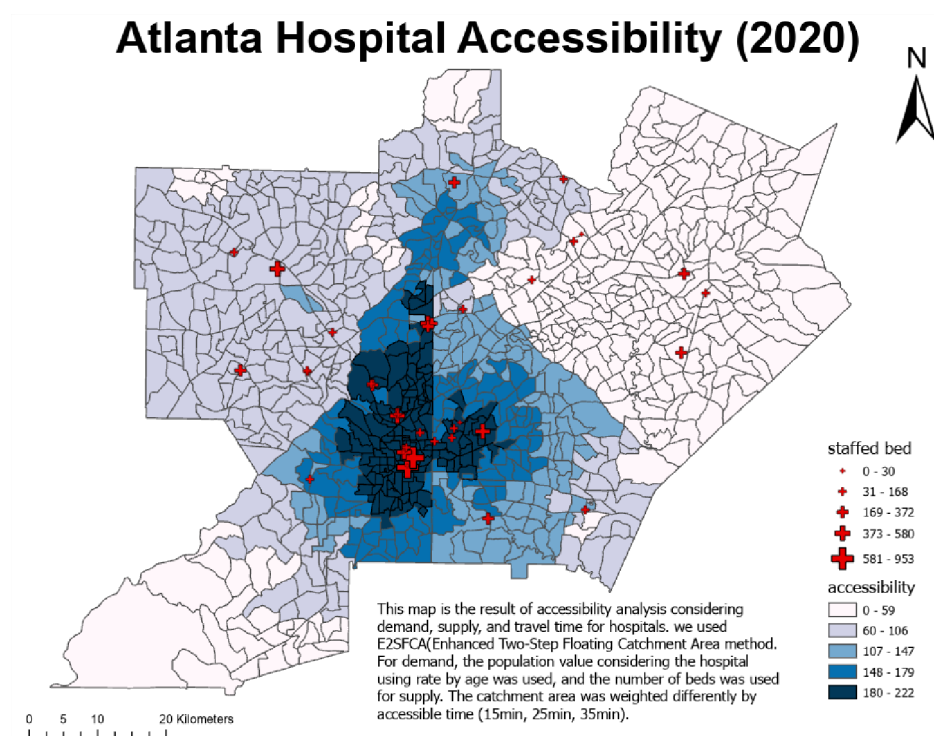 Atlanta Hospital Accessibility (2020)
N
staffed bed
0 - 30
31 - 168
169 - 372
373 - 580
581 - 953
accessibility
0 - 59
60 - 106
107 - 147
148 - 179
180 - 222
This map is the result of accessibility analysis considering
demand, supply, and travel time for hospitals. we used
E2SFCA(Enhanced Two-Step Floating Catchment Area method.
For demand, the population value considering the hospital
using rate by age was used, and the number of beds was used
for supply. The catchment area was weighted differently by
accessible time (15min, 25min, 35min).
0 5 10 20 Kilometers